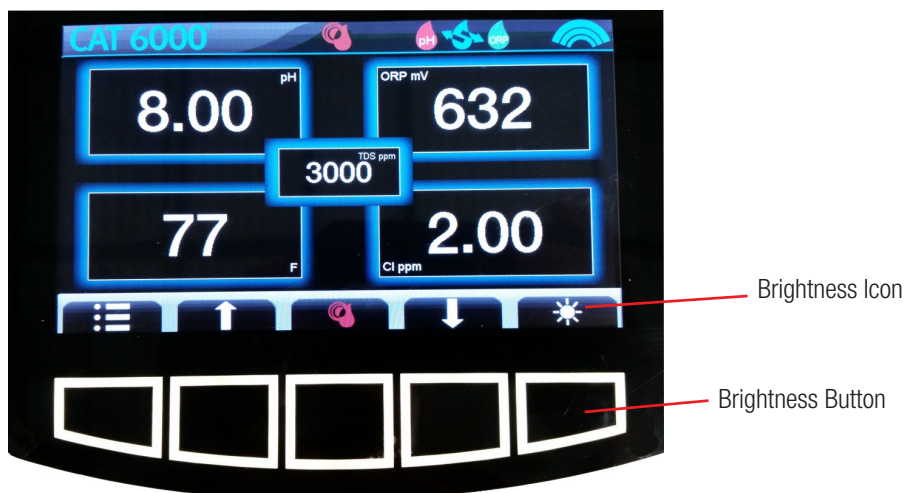 CAT 6000
pH
ORP
pH
8.00
ORP mV
632
TDS ppm
3000
77
F
2.00
Cl ppm
Brightness Icon
Brightness Button